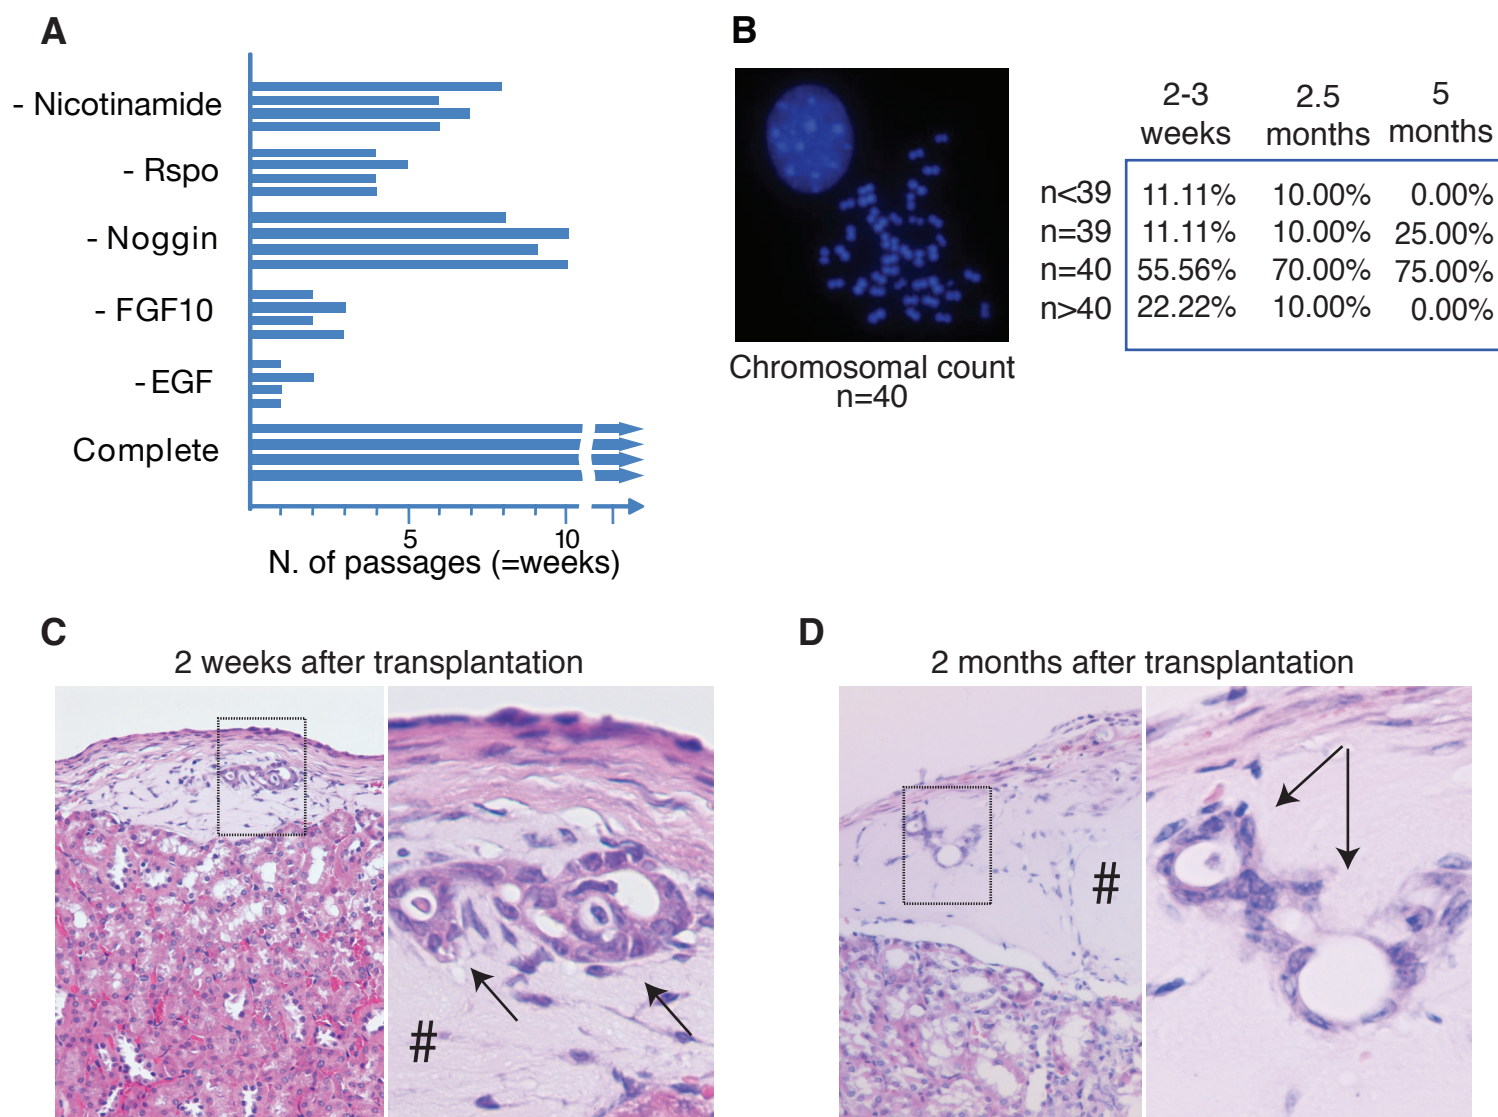 A
- Nicotinamide
- Rspo
- Noggin
- FGF10
- EGF
Complete
5 10
N. of passages (=weeks)
B
Chromosomal count
n=40
2-3 2.5 5
weeks months months
n<39 11.11% 10.00% 0.00%
n=39 11.11% 10.00% 25.00%
n=40 55.56% 70.00% 75.00%
n>40 22.22% 10.00% 0.00%
C
2 weeks after transplantation
#
D
2 months after transplantation
#